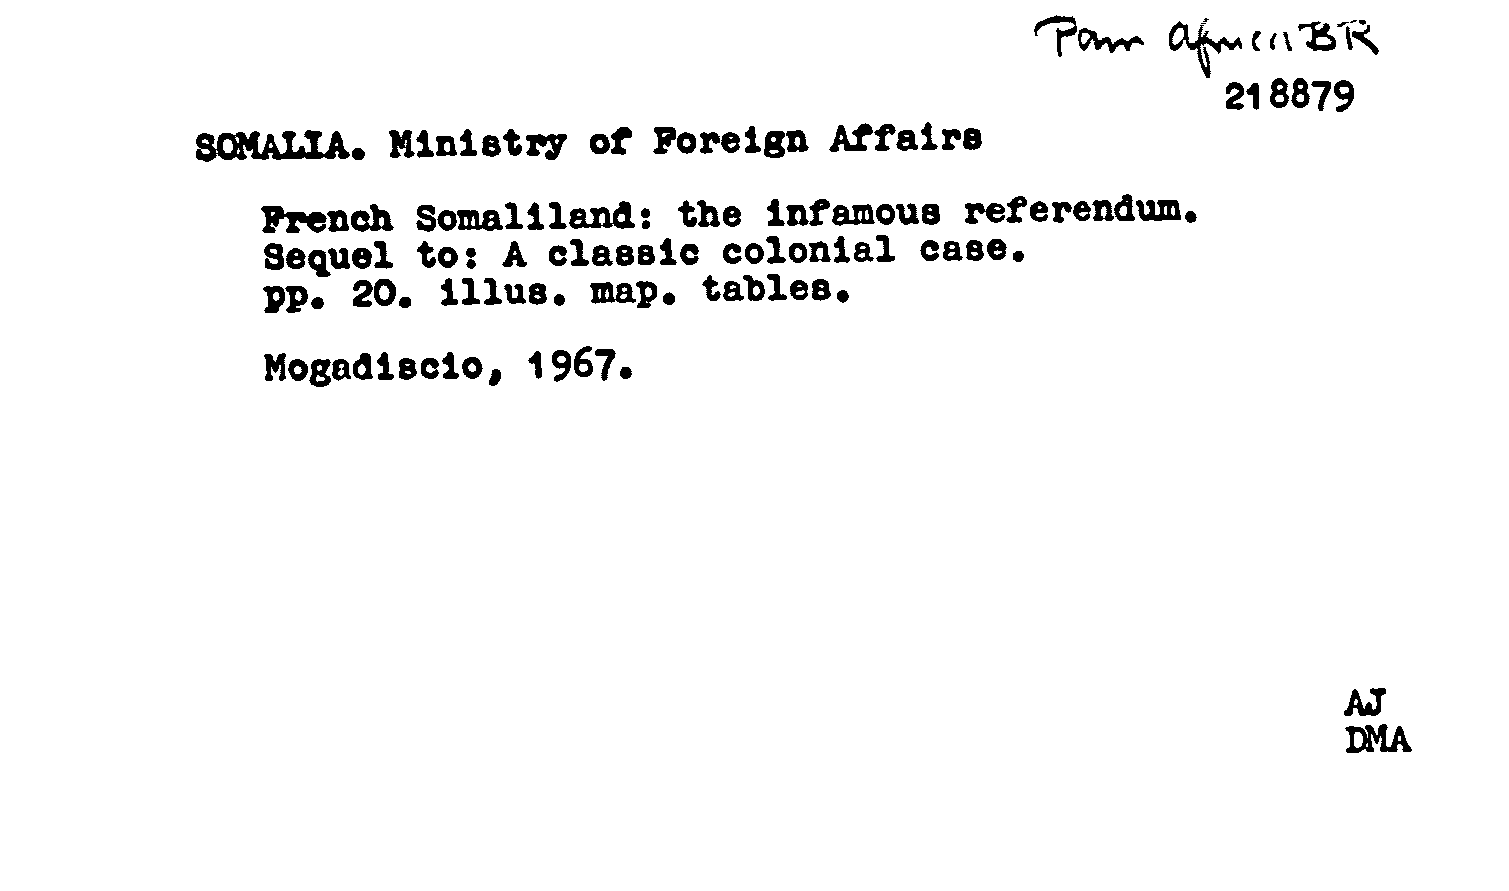 Pam Africa BR
218879
SOMALIA. Ministry of Foreign Affairs
French Somaliland: the infamous referendum.
Sequel to: A classic colonial case.
pp. 20. illus. map. tables.
Mogadiscio, 1967.
AJ
DMA